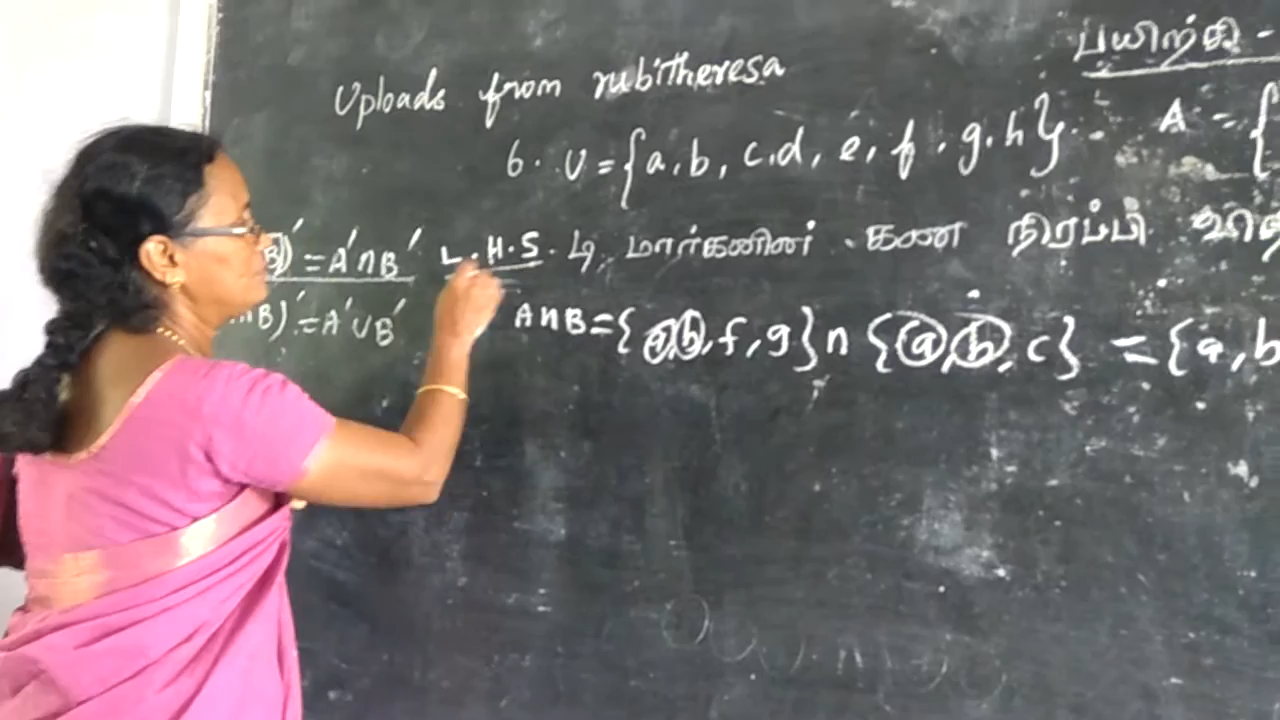 பயிற்சி -
Uploads from rubitheresa
6. U = {a, b, c, d, e, f, g, h}. A = {
B)' = A'∩B' L.H.S. டி மார்கனின் கண நிரப்பி
∩B)' = A'∪B' A∩B = {a, b, f, g} ∩ {a, b, c} = {a, b